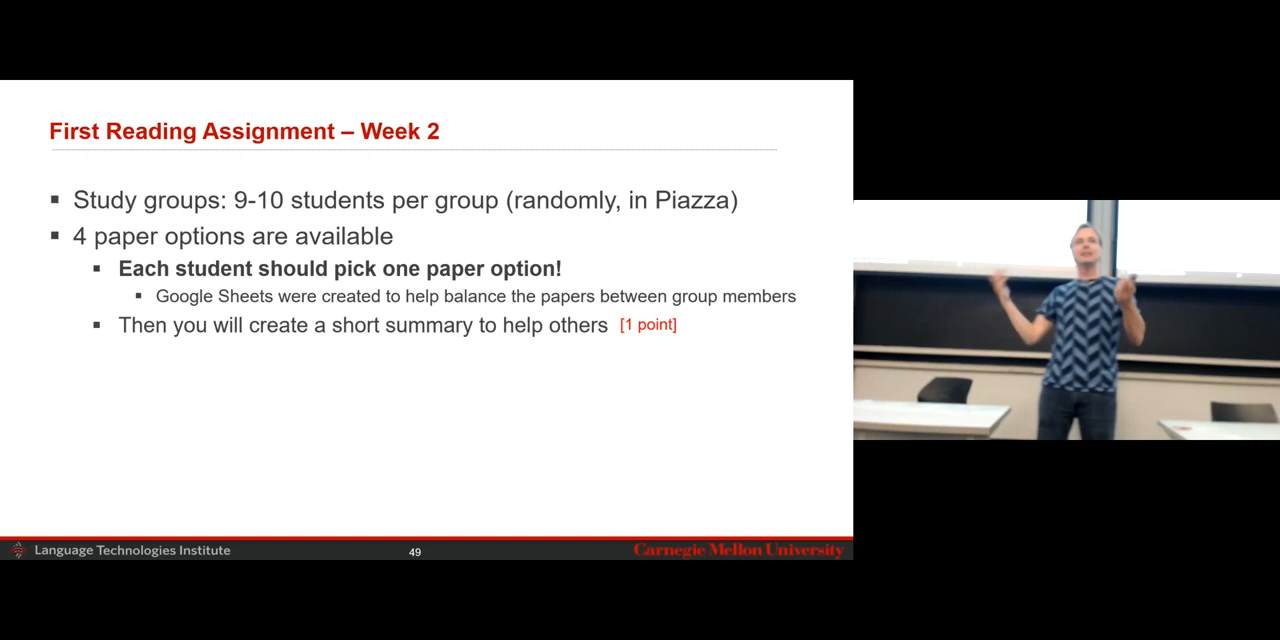 First Reading Assignment – Week 2
▪ Study groups: 9-10 students per group (randomly, in Piazza)
▪ 4 paper options are available
▪ Each student should pick one paper option!
▪ Google Sheets were created to help balance the papers between group members
▪ Then you will create a short summary to help others [1 point]
Language Technologies Institute
49
Carnegie Mellon University